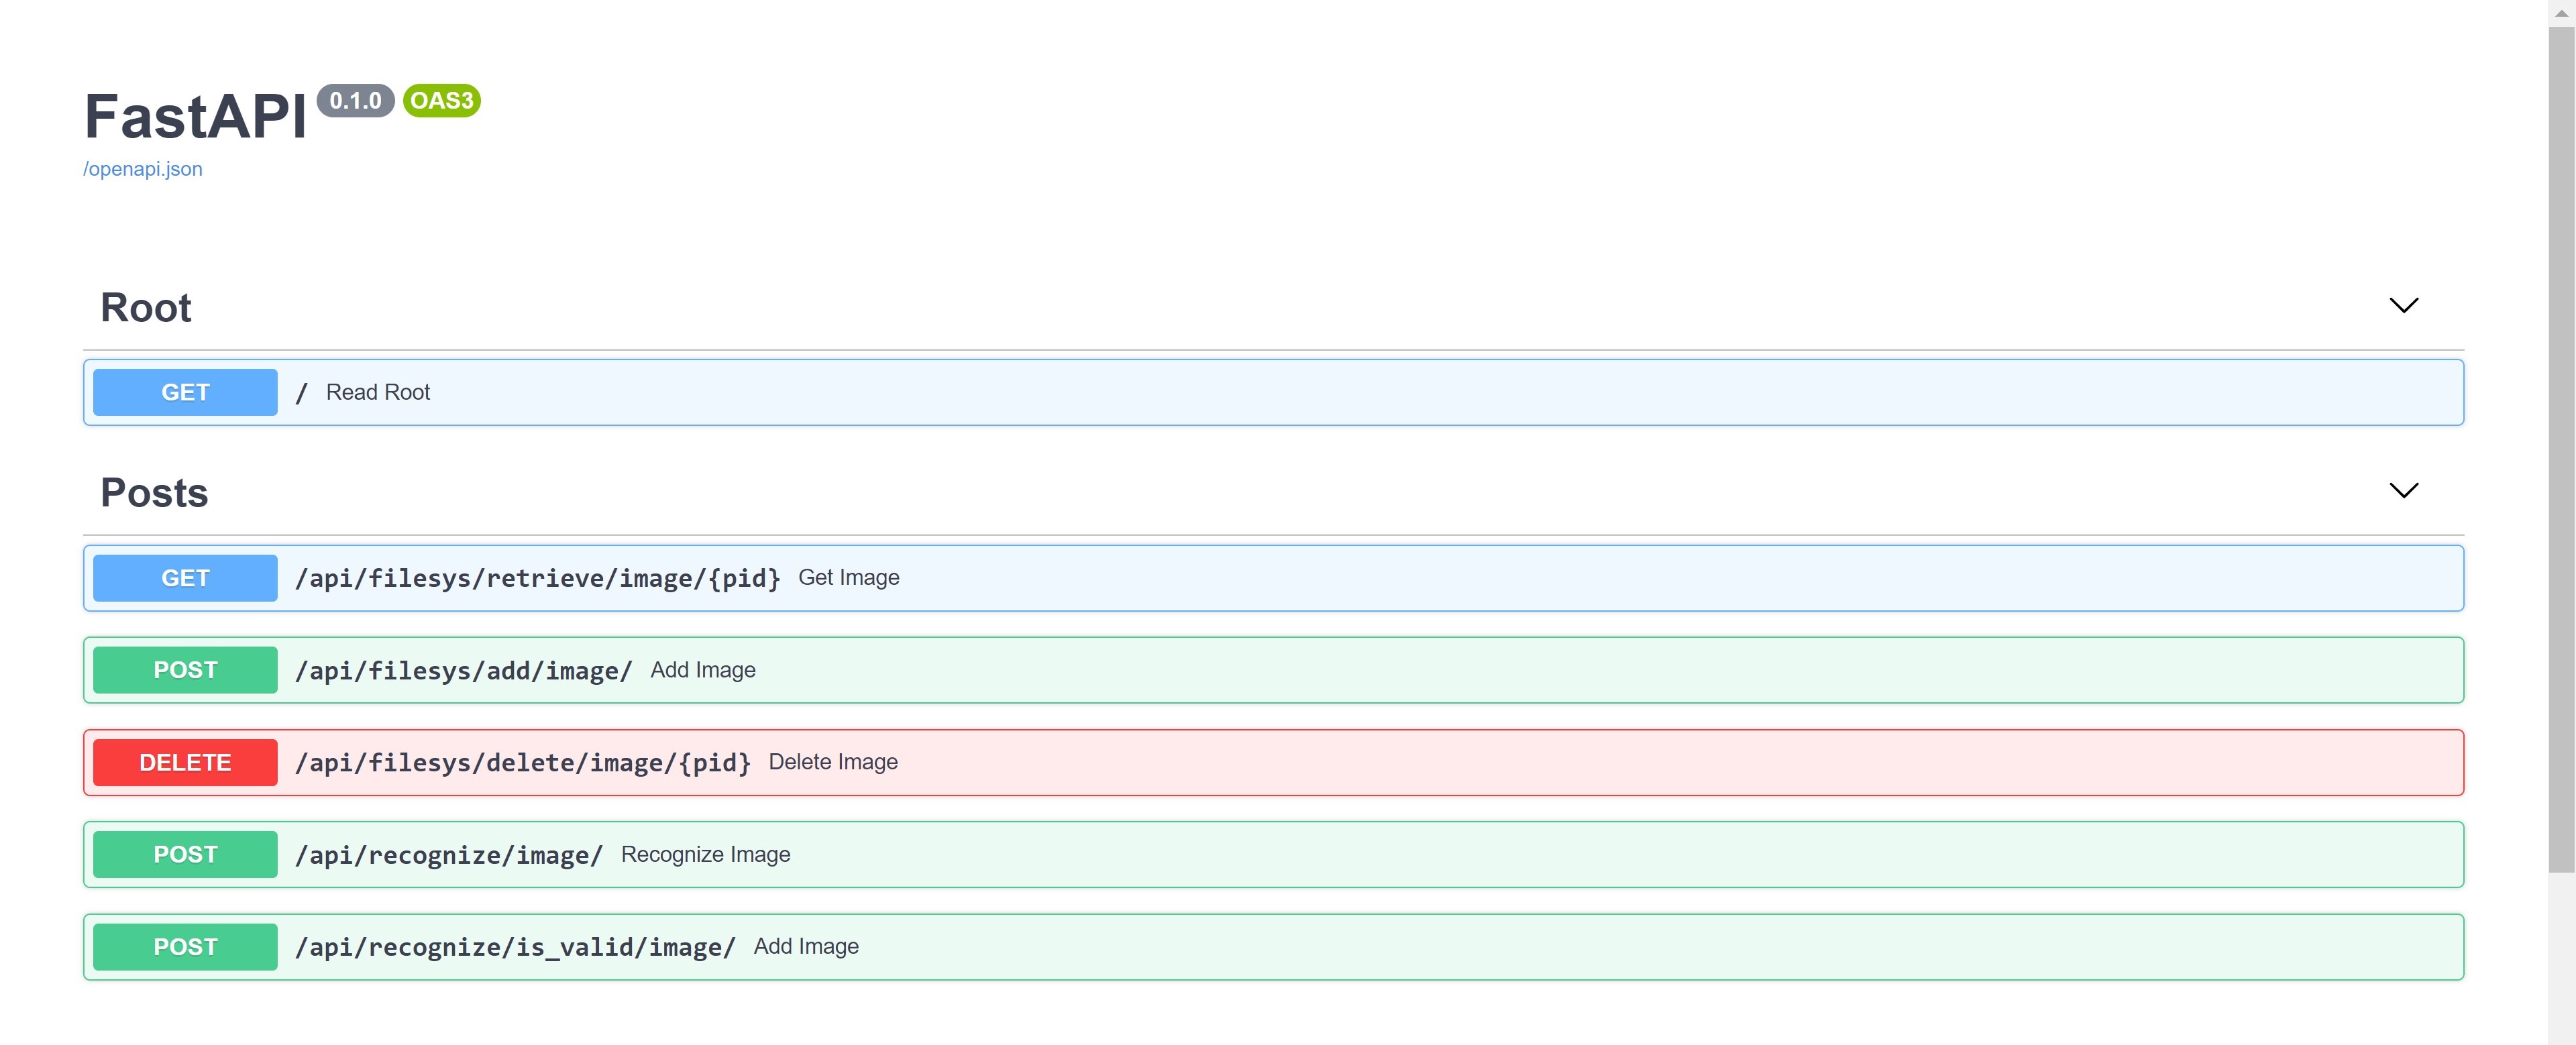 FastAPI 0.1.0 OAS3
/openapi.json
Root
GET / Read Root
Posts
GET /api/filesys/retrieve/image/{pid} Get Image
POST /api/filesys/add/image/ Add Image
DELETE /api/filesys/delete/image/{pid} Delete Image
POST /api/recognize/image/ Recognize Image
POST /api/recognize/is_valid/image/ Add Image